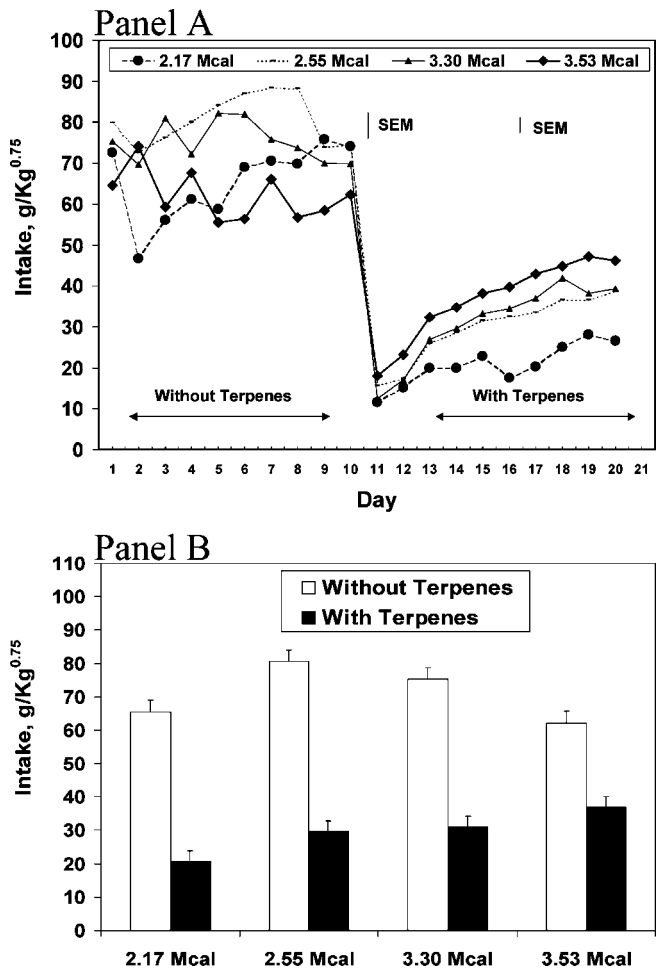 Panel A
100
90
80
70
60
50
40
30
20
10
0
Intake, g/Kg^0.75
2.17 Mcal 2.55 Mcal 3.30 Mcal 3.53 Mcal
SEM SEM
Without Terpenes With Terpenes
1 2 3 4 5 6 7 8 9 10 11 12 13 14 15 16 17 18 19 20 21
Day
Panel B
110
100
90
80
70
60
50
40
30
20
10
0
Intake, g/Kg^0.75
Without Terpenes
With Terpenes
2.17 Mcal 2.55 Mcal 3.30 Mcal 3.53 Mcal